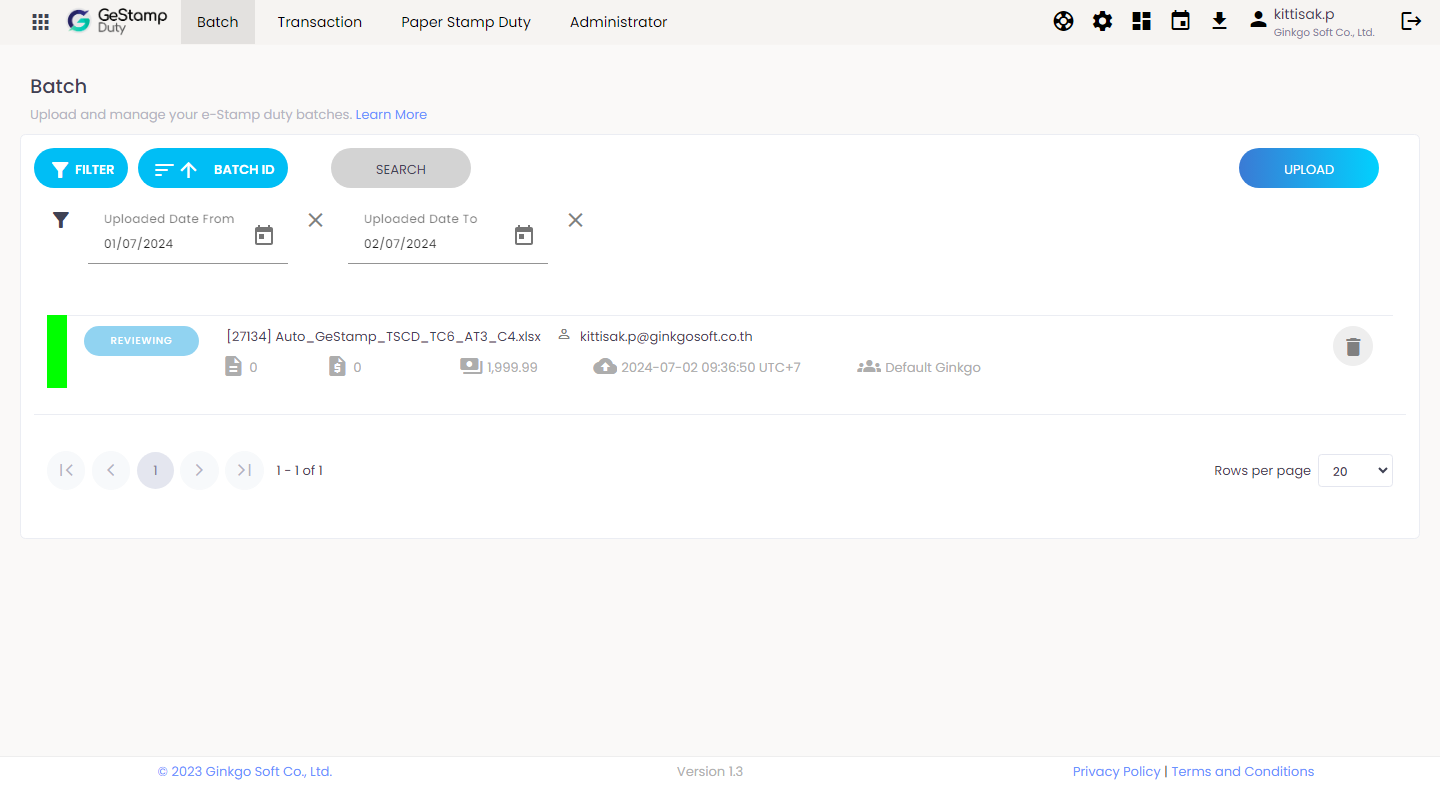 GeStamp
Duty
Batch
Transaction
Paper Stamp Duty
Administrator
kittisak.p
Ginkgo Soft Co., Ltd.
Batch
Upload and manage your e-Stamp duty batches. Learn More
FILTER
BATCH ID
SEARCH
UPLOAD
Uploaded Date From
01/07/2024
Uploaded Date To
02/07/2024
REVIEWING
[27134] Auto_GeStamp_TSCD_TC6_AT3_C4.xlsx
kittisak.p@ginkgosoft.co.th
0
0
1,999.99
2024-07-02 09:36:50 UTC+7
Default Ginkgo
1
1 - 1 of 1
Rows per page
20
© 2023 Ginkgo Soft Co., Ltd.
Version 1.3
Privacy Policy | Terms and Conditions